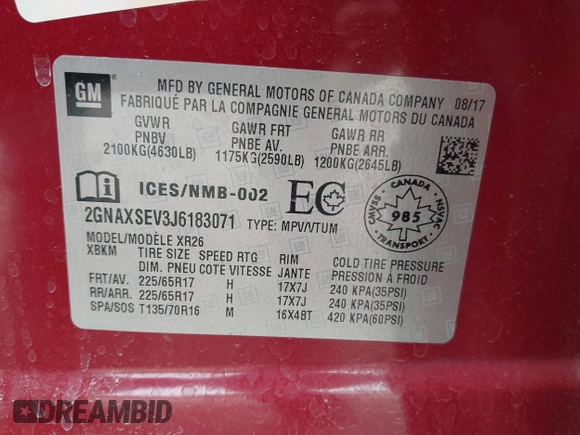 GM
MFD BY GENERAL MOTORS OF CANADA COMPANY 08/17
FABRIQUÉ PAR LA COMPAGNIE GENERAL MOTORS DU CANADA
GVWR GAWR FRT GAWR RR
PNBV PNBE AV. PNBE ARR.
2100KG(4630LB) 1175KG(2590LB) 1200KG(2645LB)
ICES/NMB-002 EC
CANADA
CMVSS 985 NSVAC
TRANSPORT
2GNAXSEV3J6183071 TYPE: MPV/VTUM
MODEL/MODÈLE XR26
XBKM TIRE SIZE SPEED RTG RIM COLD TIRE PRESSURE
DIM. PNEU COTE VITESSE JANTE PRESSION À FROID
FRT/AV. 225/65R17 H 17X7J 240 KPA(35PSI)
RR/ARR. 225/65R17 H 17X7J 240 KPA(35PSI)
SPA/SOS T135/70R16 M 16X4BT 420 KPA(60PSI)
DREAMBID